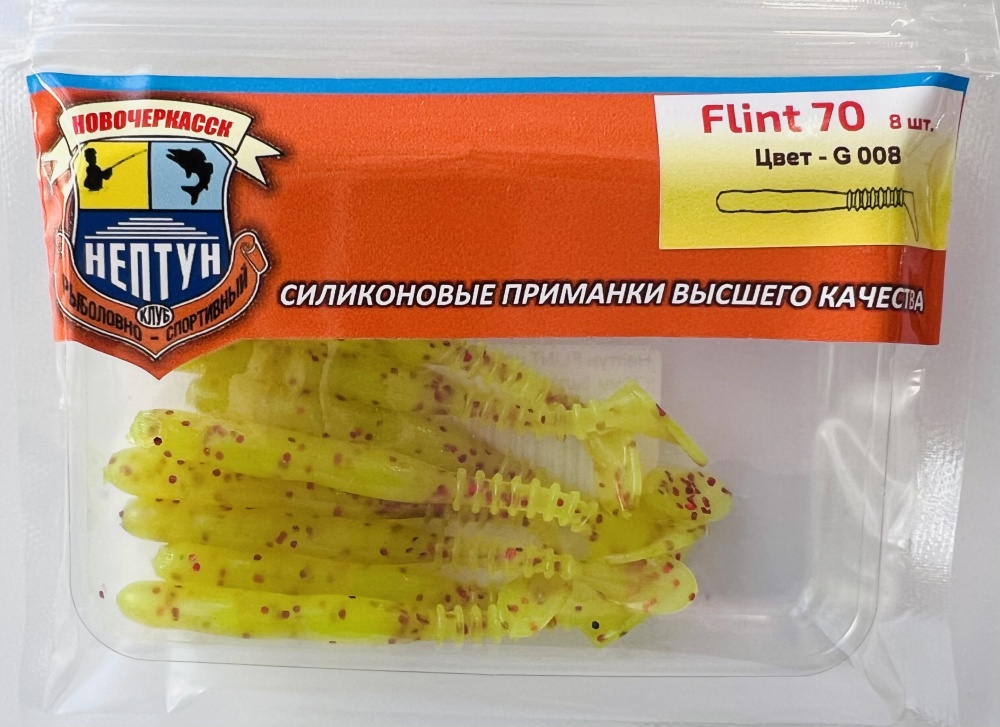 НОВОЧЕРКАССК
НЕПТУН
РЫБОЛОВНО - СПОРТИВНЫЙ
КЛУБ
Flint 70 8 шт.
Цвет - G 008
СИЛИКОНОВЫЕ ПРИМАНКИ ВЫСШЕГО КАЧЕСТВА